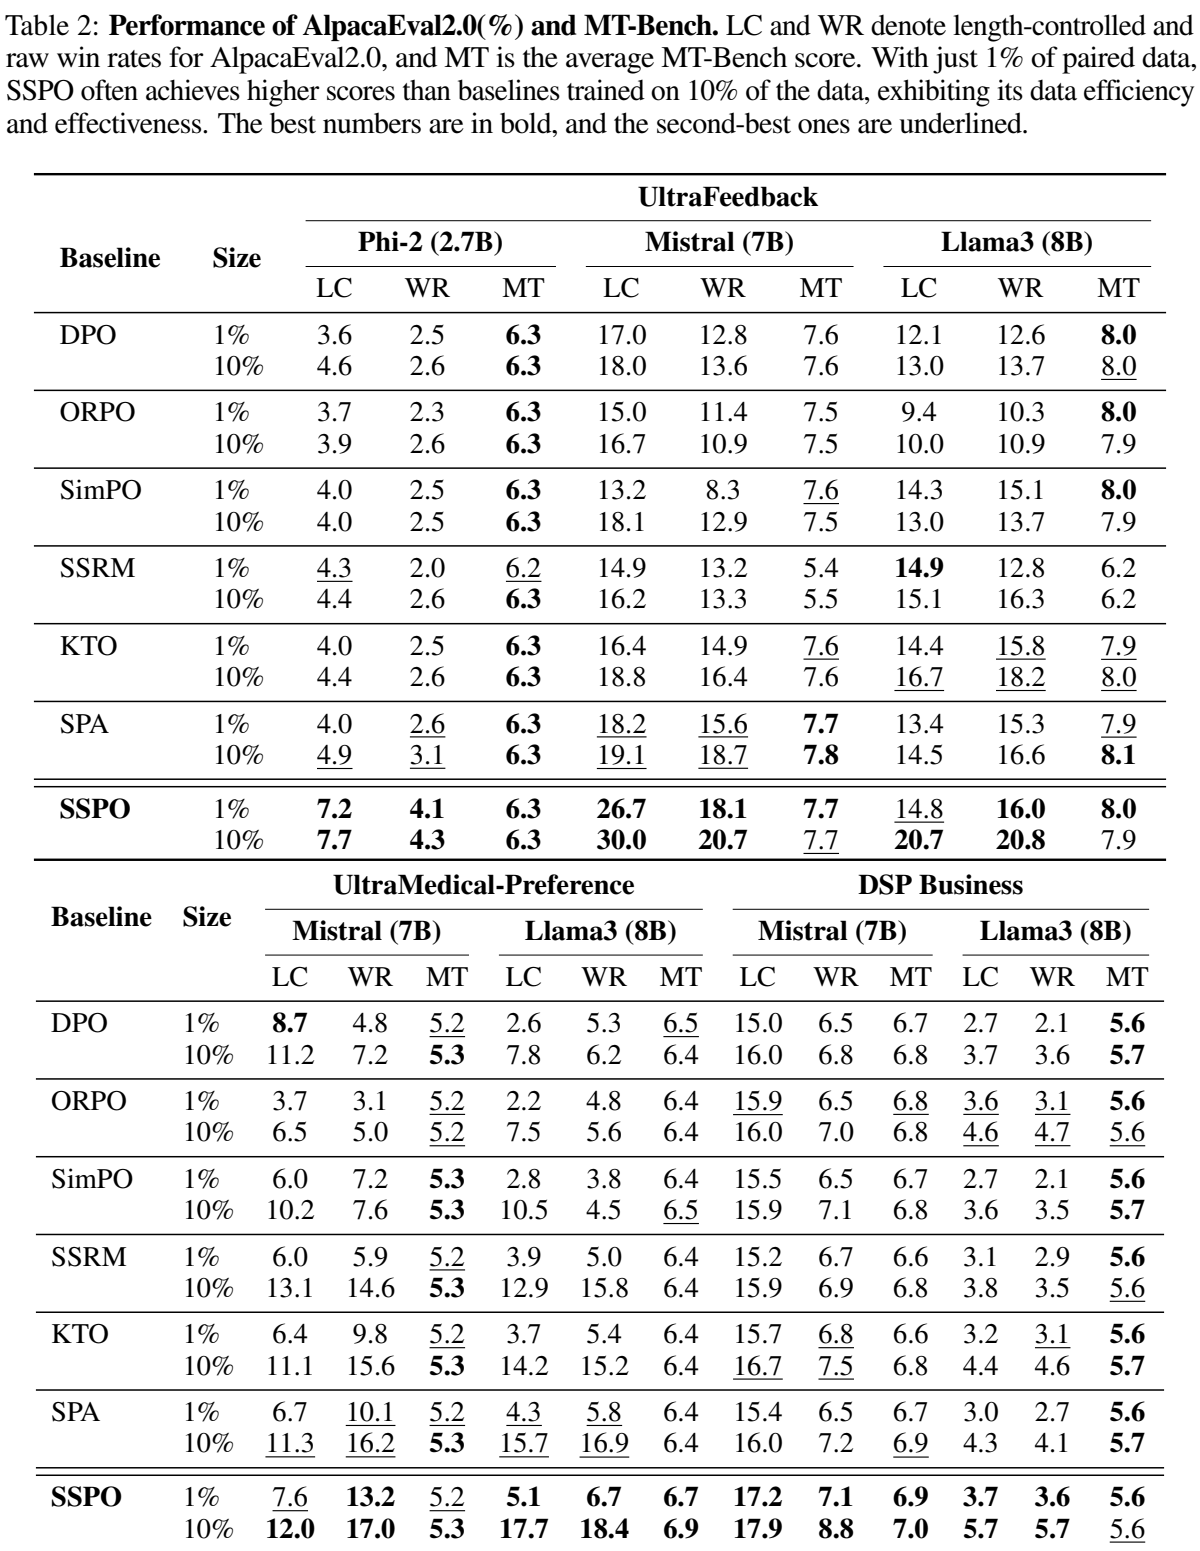 Table 2: Performance of AlpacaEval2.0(%) and MT-Bench. LC and WR denote length-controlled and
raw win rates for AlpacaEval2.0, and MT is the average MT-Bench score. With just 1% of paired data,
SSPO often achieves higher scores than baselines trained on 10% of the data, exhibiting its data efficiency
and effectiveness. The best numbers are in bold, and the second-best ones are underlined.
UltraFeedback
Baseline Size Phi-2 (2.7B) Mistral (7B) Llama3 (8B)
LC WR MT LC WR MT LC WR MT
DPO 1% 3.6 2.5 6.3 17.0 12.8 7.6 12.1 12.6 8.0
10% 4.6 2.6 6.3 18.0 13.6 7.6 13.0 13.7 8.0
ORPO 1% 3.7 2.3 6.3 15.0 11.4 7.5 9.4 10.3 8.0
10% 3.9 2.6 6.3 16.7 10.9 7.5 10.0 10.9 7.9
SimPO 1% 4.0 2.5 6.3 13.2 8.3 7.6 14.3 15.1 8.0
10% 4.0 2.5 6.3 18.1 12.9 7.5 13.0 13.7 7.9
SSRM 1% 4.3 2.0 6.2 14.9 13.2 5.4 14.9 12.8 6.2
10% 4.4 2.6 6.3 16.2 13.3 5.5 15.1 16.3 6.2
KTO 1% 4.0 2.5 6.3 16.4 14.9 7.6 14.4 15.8 7.9
10% 4.4 2.6 6.3 18.8 16.4 7.6 16.7 18.2 8.0
SPA 1% 4.0 2.6 6.3 18.2 15.6 7.7 13.4 15.3 7.9
10% 4.9 3.1 6.3 19.1 18.7 7.8 14.5 16.6 8.1
SSPO 1% 7.2 4.1 6.3 26.7 18.1 7.7 14.8 16.0 8.0
10% 7.7 4.3 6.3 30.0 20.7 7.7 20.7 20.8 7.9
UltraMedical-Preference DSP Business
Baseline Size Mistral (7B) Llama3 (8B) Mistral (7B) Llama3 (8B)
LC WR MT LC WR MT LC WR MT LC WR MT
DPO 1% 8.7 4.8 5.2 2.6 5.3 6.5 15.0 6.5 6.7 2.7 2.1 5.6
10% 11.2 7.2 5.3 7.8 6.2 6.4 16.0 6.8 6.8 3.7 3.6 5.7
ORPO 1% 3.7 3.1 5.2 2.2 4.8 6.4 15.9 6.5 6.8 3.6 3.1 5.6
10% 6.5 5.0 5.2 7.5 5.6 6.4 16.0 7.0 6.8 4.6 4.7 5.6
SimPO 1% 6.0 7.2 5.3 2.8 3.8 6.4 15.5 6.5 6.7 2.7 2.1 5.6
10% 10.2 7.6 5.3 10.5 4.5 6.5 15.9 7.1 6.8 3.6 3.5 5.7
SSRM 1% 6.0 5.9 5.2 3.9 5.0 6.4 15.2 6.7 6.6 3.1 2.9 5.6
10% 13.1 14.6 5.3 12.9 15.8 6.4 15.9 6.9 6.8 3.8 3.5 5.6
KTO 1% 6.4 9.8 5.2 3.7 5.4 6.4 15.7 6.8 6.6 3.2 3.1 5.6
10% 11.1 15.6 5.3 14.2 15.2 6.4 16.7 7.5 6.8 4.4 4.6 5.7
SPA 1% 6.7 10.1 5.2 4.3 5.8 6.4 15.4 6.5 6.7 3.0 2.7 5.6
10% 11.3 16.2 5.3 15.7 16.9 6.4 16.0 7.2 6.9 4.3 4.1 5.7
SSPO 1% 7.6 13.2 5.2 5.1 6.7 6.7 17.2 7.1 6.9 3.7 3.6 5.6
10% 12.0 17.0 5.3 17.7 18.4 6.9 17.9 8.8 7.0 5.7 5.7 5.6